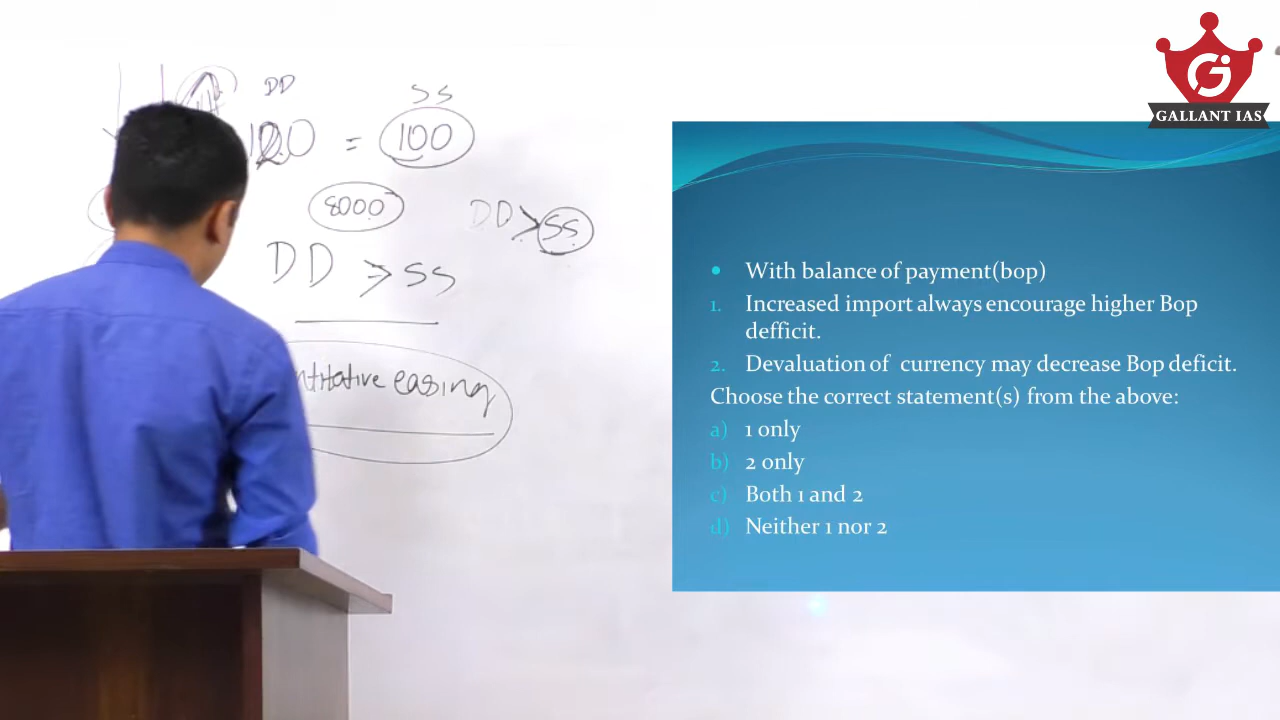 DD
SS
120 = 100
8000
DD > SS
DD > SS
ntitative easing
GALLANT IAS
• With balance of payment(bop)
1. Increased import always encourage higher Bop
defficit.
2. Devaluation of currency may decrease Bop deficit.
Choose the correct statement(s) from the above:
a) 1 only
b) 2 only
c) Both 1 and 2
d) Neither 1 nor 2